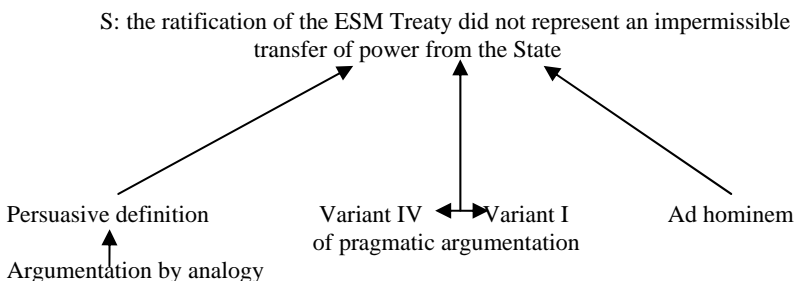 S: the ratification of the ESM Treaty did not represent an impermissible
transfer of power from the State
Persuasive definition
Variant IV Variant I
of pragmatic argumentation
Ad hominem
Argumentation by analogy